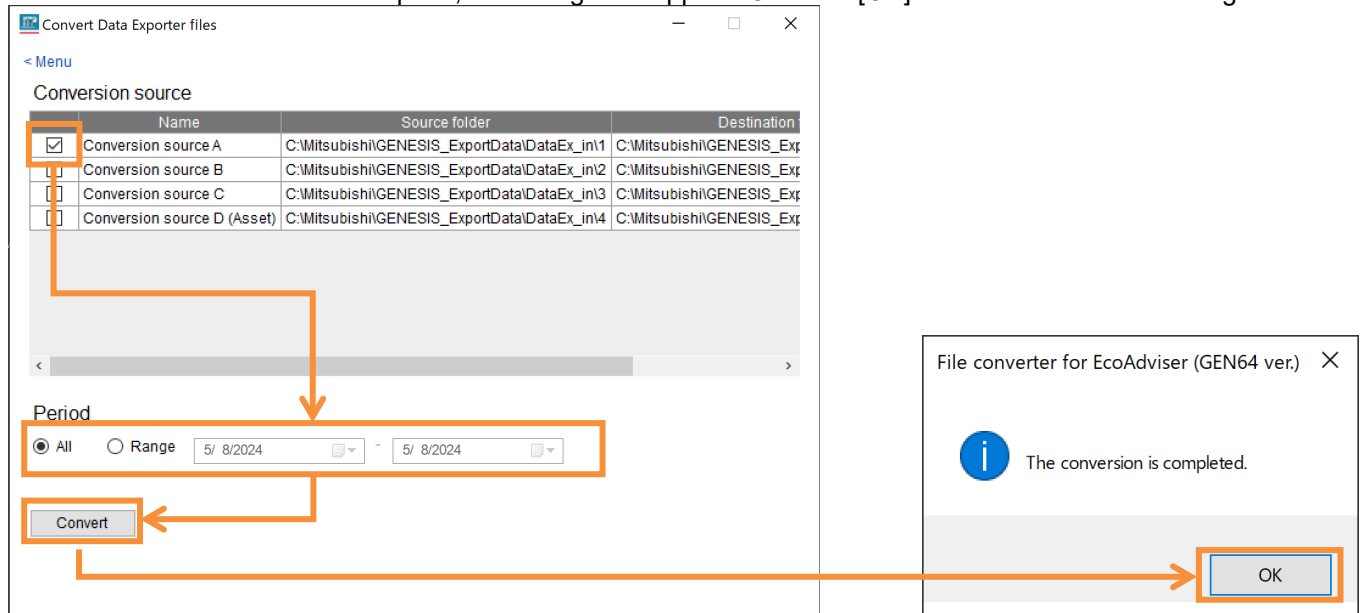 Convert Data Exporter files
< Menu
Conversion source
Name Source folder Destination
Conversion source A C:\Mitsubishi\GENESIS_ExportData\DataEx_in\1 C:\Mitsubishi\GENESIS_Exp
Conversion source B C:\Mitsubishi\GENESIS_ExportData\DataEx_in\2 C:\Mitsubishi\GENESIS_Exp
Conversion source C C:\Mitsubishi\GENESIS_ExportData\DataEx_in\3 C:\Mitsubishi\GENESIS_Exp
Conversion source D (Asset) C:\Mitsubishi\GENESIS_ExportData\DataEx_in\4 C:\Mitsubishi\GENESIS_Exp
Period
All Range 5/ 8/2024 - 5/ 8/2024
Convert
File converter for EcoAdviser (GEN64 ver.)
The conversion is completed.
OK